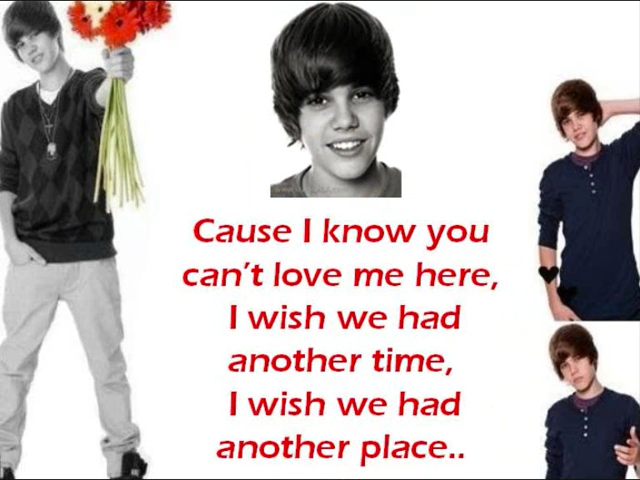 Cause I know you
can't love me here,
I wish we had
another time,
I wish we had
another place..